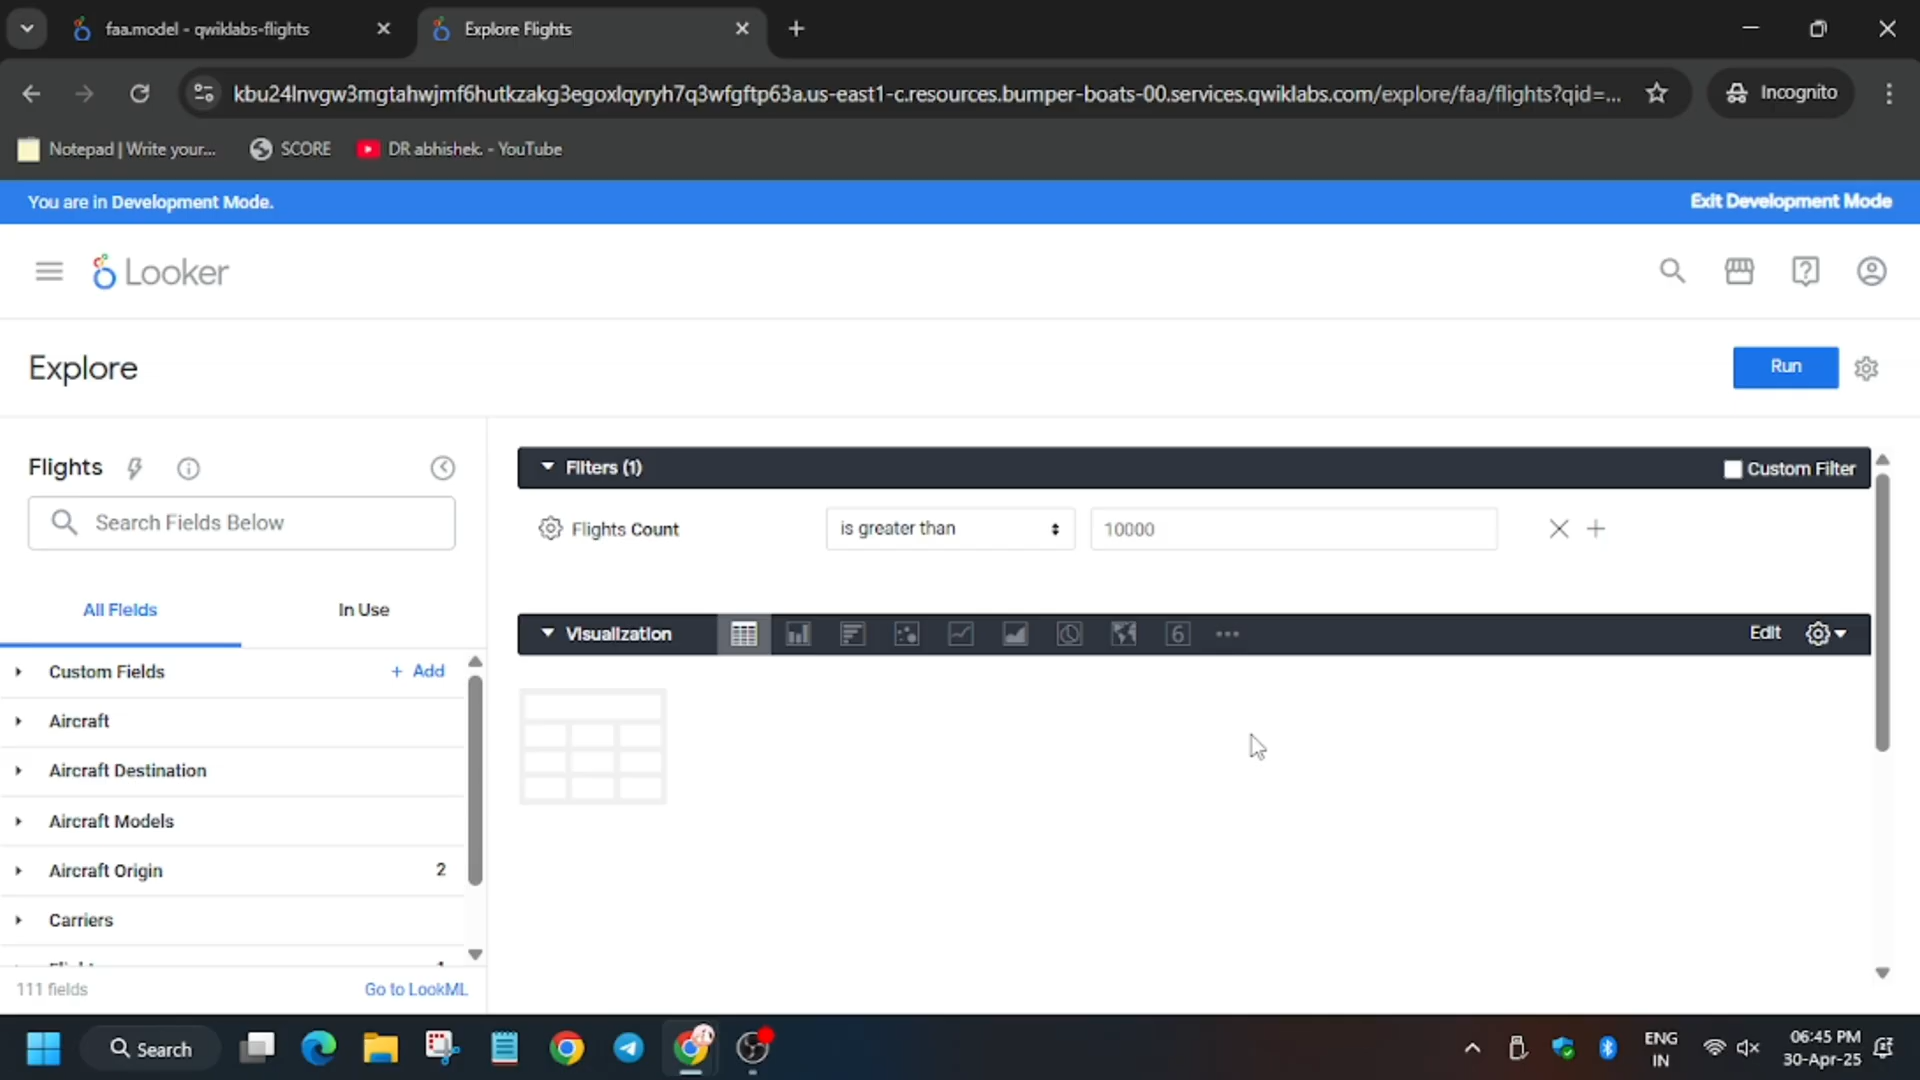 faa.model - qwiklabs-flights
Explore Flights
kbu24lnvgw3mgtahwjmf6hutkzakg3egoxlqyryh7q3wfgftp63a.us-east1-c.resources.bumper-boats-00.services.qwiklabs.com/explore/faa/flights?qid=...
Incognito
Notepad | Write your...
SCORE
DR abhishek. - YouTube
You are in Development Mode.
Exit Development Mode
Looker
Explore
Run
Flights
Search Fields Below
All Fields
In Use
Custom Fields
+ Add
Aircraft
Aircraft Destination
Aircraft Models
Aircraft Origin
2
Carriers
111 fields
Go to LookML
Filters (1)
Custom Filter
Flights Count
is greater than
10000
Visualization
6
Edit
Search
ENG
IN
06:45 PM
30-Apr-25